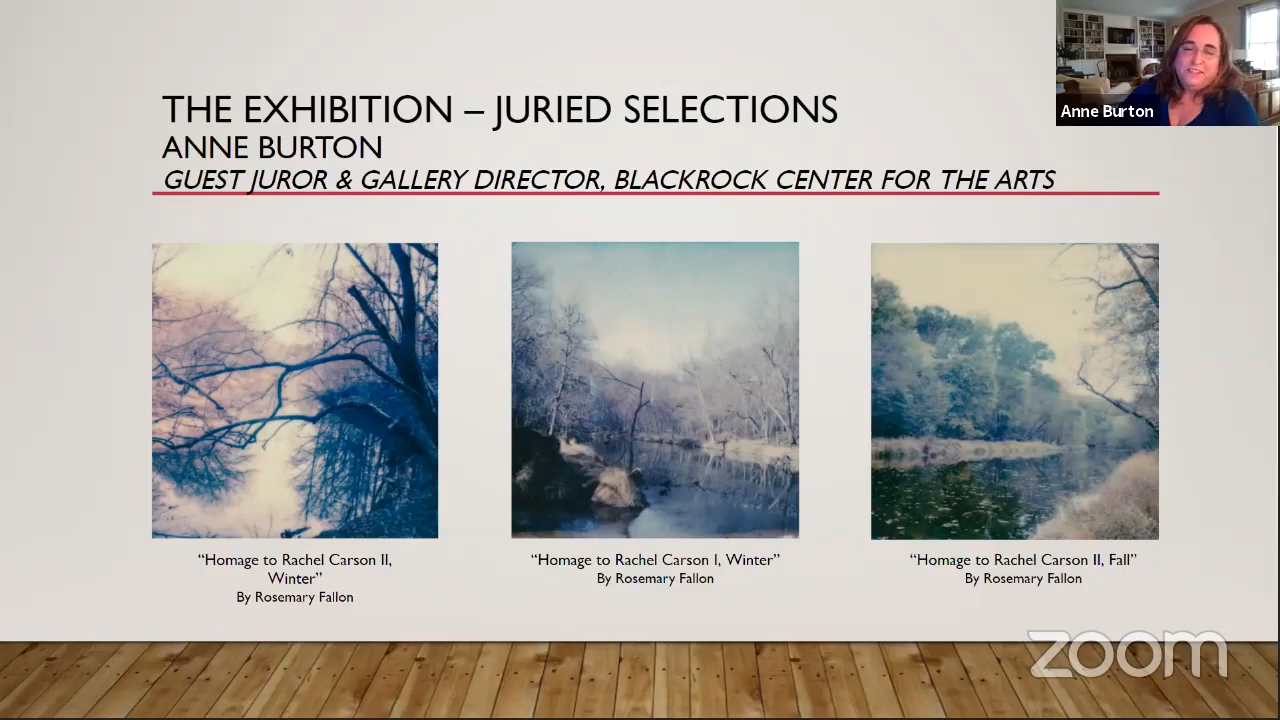 THE EXHIBITION – JURIED SELECTIONS
ANNE BURTON
GUEST JUROR & GALLERY DIRECTOR, BLACKROCK CENTER FOR THE ARTS
Anne Burton
“Homage to Rachel Carson II,
Winter”
By Rosemary Fallon
“Homage to Rachel Carson I, Winter”
By Rosemary Fallon
“Homage to Rachel Carson II, Fall”
By Rosemary Fallon
zoom